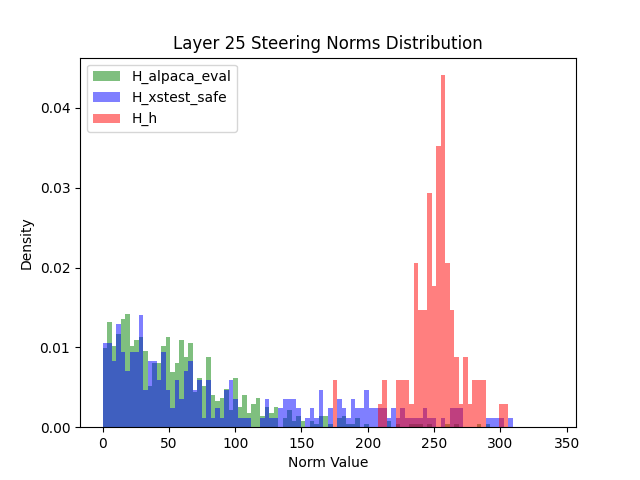 Layer 25 Steering Norms Distribution
H_alpaca_eval
H_xstest_safe
H_h
Density
0.04
0.03
0.02
0.01
0.00
0 50 100 150 200 250 300 350
Norm Value